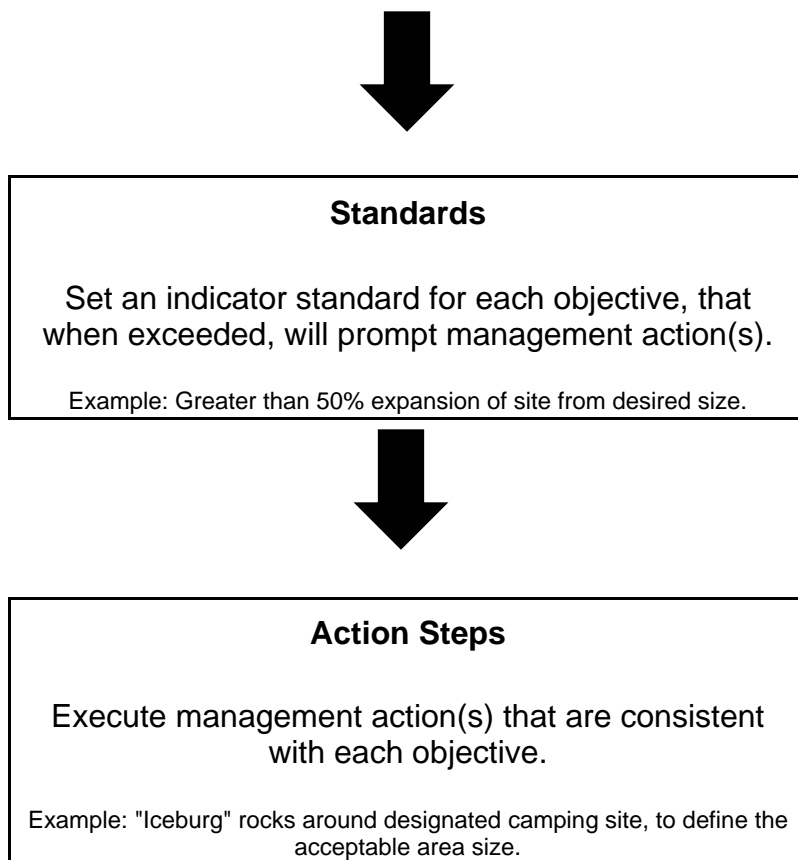 Standards
Set an indicator standard for each objective, that
when exceeded, will prompt management action(s).
Example: Greater than 50% expansion of site from desired size.
Action Steps
Execute management action(s) that are consistent
with each objective.
Example: "Iceburg" rocks around designated camping site, to define the
acceptable area size.